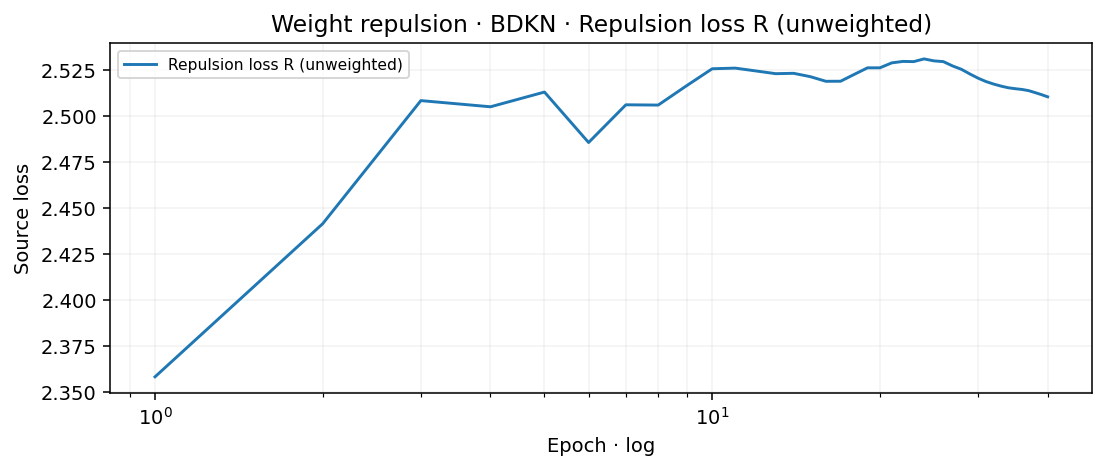 Weight repulsion · BDKN · Repulsion loss R (unweighted)
Repulsion loss R (unweighted)
Source loss
2.525
2.500
2.475
2.450
2.425
2.400
2.375
2.350
10⁰
10¹
Epoch · log